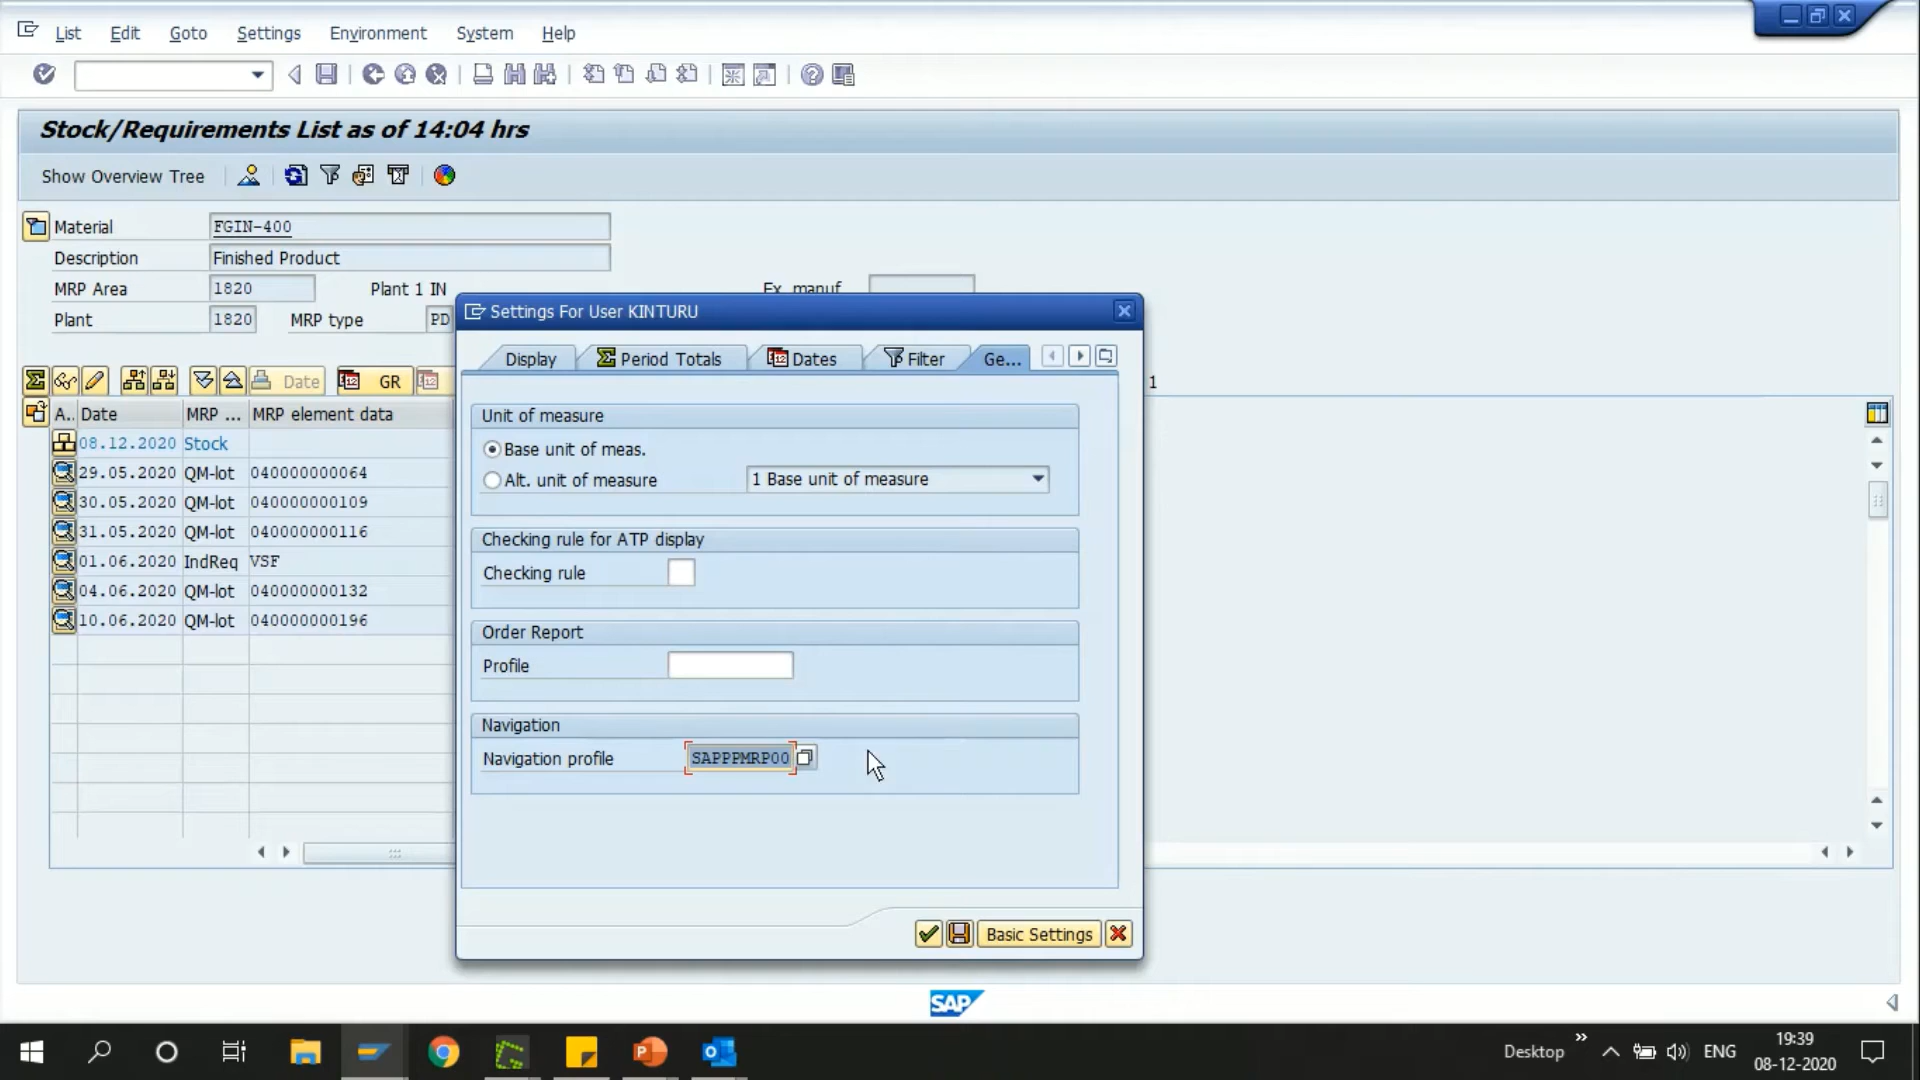 List Edit Goto Settings Environment System Help
Stock/Requirements List as of 14:04 hrs
Show Overview Tree
Material FGIN-400
Description Finished Product
MRP Area 1820 Plant 1 IN Ex. manuf
Plant 1820 MRP type PD
Settings For User KINTURU
Display Period Totals Dates Filter Ge...
Date GR 1
A.. Date MRP ... MRP element data
08.12.2020 Stock
29.05.2020 QM-lot 040000000064
30.05.2020 QM-lot 040000000109
31.05.2020 QM-lot 040000000116
01.06.2020 IndReq VSF
04.06.2020 QM-lot 040000000132
10.06.2020 QM-lot 040000000196
Unit of measure
Base unit of meas.
Alt. unit of measure 1 Base unit of measure
Checking rule for ATP display
Checking rule
Order Report
Profile
Navigation
Navigation profile SAPPPMRP00
Basic Settings
SAP
Desktop ENG 19:39
08-12-2020